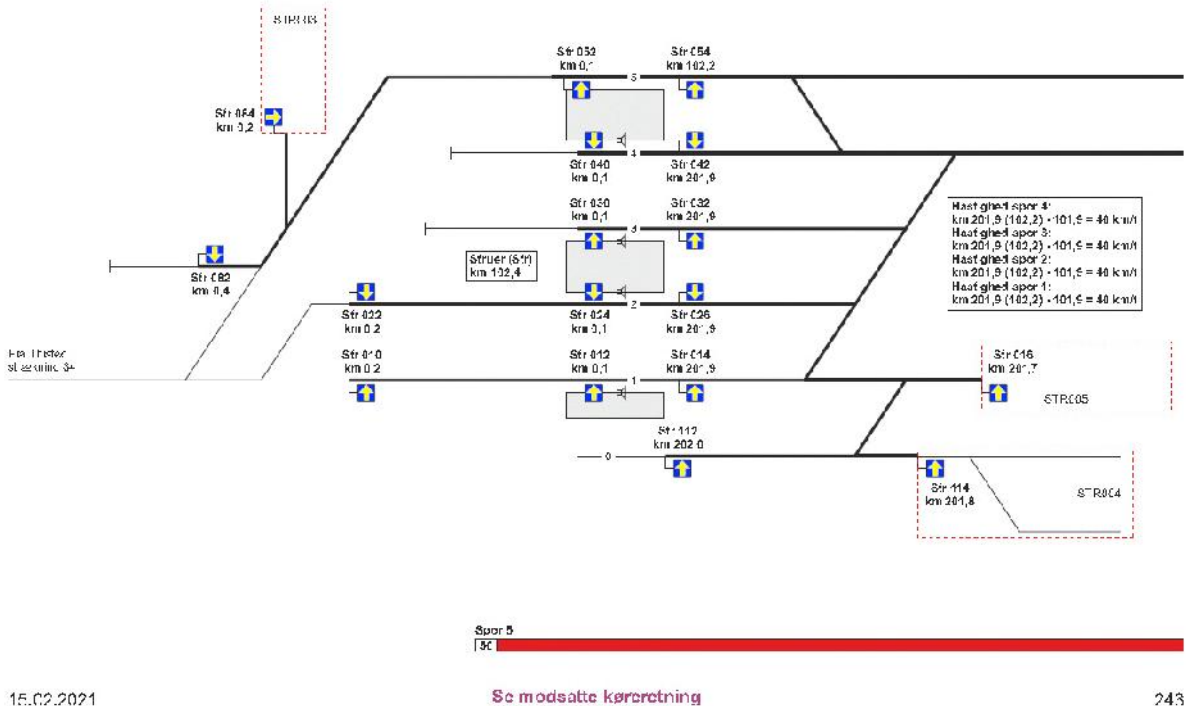 STR003
Str 084
km 0,2
Str 082
km 0,4
Fra Thisted
strækning 34
Str 052
km 0,1
Str 054
km 102,2
5
4
Str 040
km 0,1
Str 042
km 201,9
Str 030
km 0,1
Str 032
km 201,9
3
Struer (Str)
km 102,4
Str 022
km 0,2
Str 024
km 0,1
Str 026
km 201,9
2
Str 010
km 0,2
Str 012
km 0,1
Str 014
km 201,9
1
Hastighed spor 4:
km 201,9 (102,2) - 101,9 = 40 km/t
Hastighed spor 3:
km 201,9 (102,2) - 101,9 = 40 km/t
Hastighed spor 2:
km 201,9 (102,2) - 101,9 = 40 km/t
Hastighed spor 1:
km 201,9 (102,2) - 101,9 = 40 km/t
Str 016
km 201,7
STR005
Str 112
km 202,0
0
Str 114
km 201,8
STR004
Spor 5
15.02.2021
Se modsatte køreretning
243